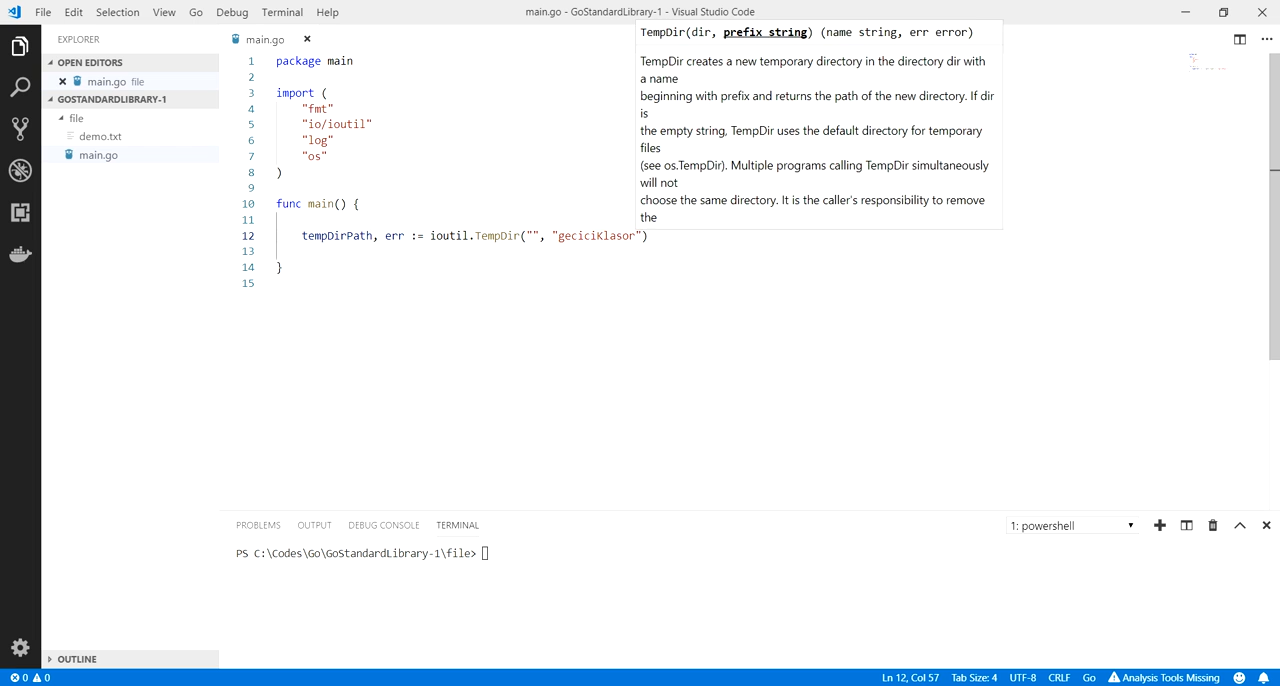 File Edit Selection View Go Debug Terminal Help
main.go - GoStandardLibrary-1 - Visual Studio Code
EXPLORER
OPEN EDITORS
main.go file
GOSTANDARDLIBRARY-1
file
demo.txt
main.go
OUTLINE
main.go
1 package main
2
3 import (
4 "fmt"
5 "io/ioutil"
6 "log"
7 "os"
8 )
9
10 func main() {
11
12 tempDirPath, err := ioutil.TempDir("", "geciciKlasor")
13
14 }
15
TempDir(dir, prefix string) (name string, err error)
TempDir creates a new temporary directory in the directory dir with
a name
beginning with prefix and returns the path of the new directory. If dir
is
the empty string, TempDir uses the default directory for temporary
files
(see os.TempDir). Multiple programs calling TempDir simultaneously
will not
choose the same directory. It is the caller's responsibility to remove
the
PROBLEMS OUTPUT DEBUG CONSOLE TERMINAL
1: powershell
PS C:\Codes\Go\GoStandardLibrary-1\file>
0 0
Ln 12, Col 57 Tab Size: 4 UTF-8 CRLF Go Analysis Tools Missing